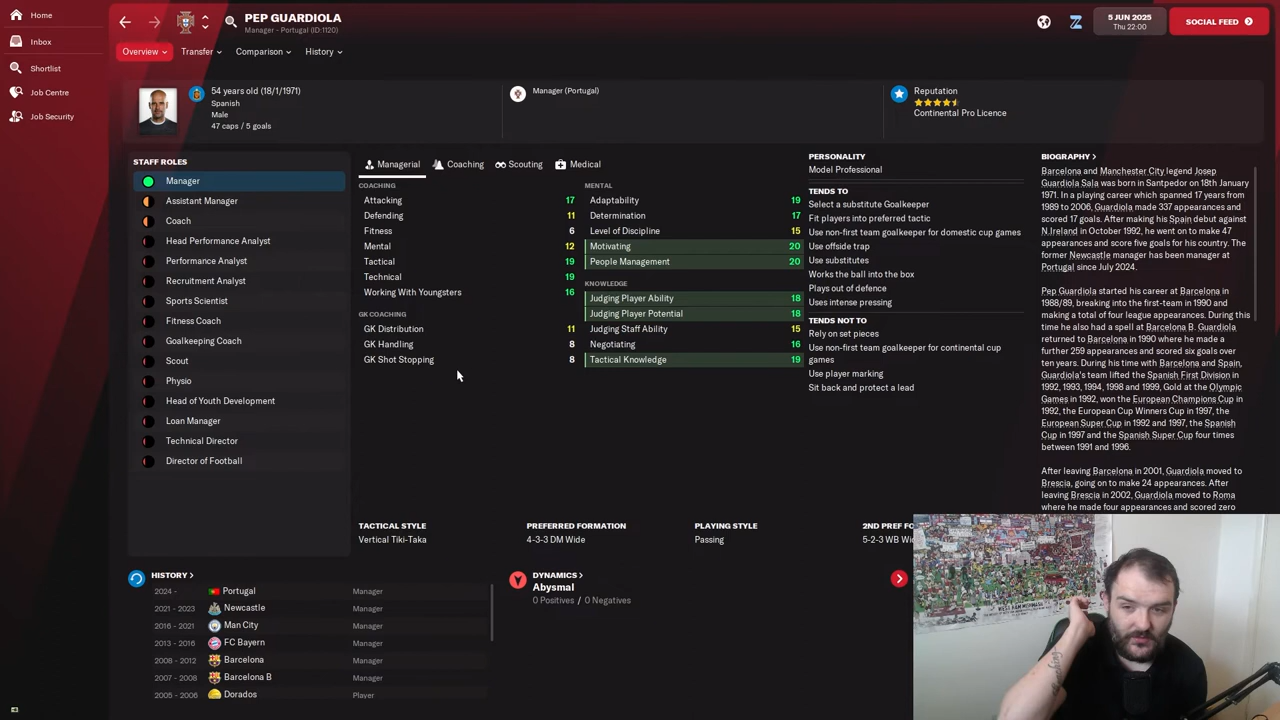 Home
Inbox
Shortlist
Job Centre
Job Security
PEP GUARDIOLA
Manager - Portugal (ID:1120)
5 JUN 2025
Thu 22:00
SOCIAL FEED
Overview
Transfer
Comparison
History
54 years old (18/1/1971)
Spanish
Male
47 caps / 5 goals
Manager (Portugal)
Reputation
Continental Pro Licence
STAFF ROLES
Manager
Assistant Manager
Coach
Head Performance Analyst
Performance Analyst
Recruitment Analyst
Sports Scientist
Fitness Coach
Goalkeeping Coach
Scout
Physio
Head of Youth Development
Loan Manager
Technical Director
Director of Football
Managerial
Coaching
Scouting
Medical
COACHING
Attacking 17
Defending 11
Fitness 6
Mental 12
Tactical 19
Technical 19
Working With Youngsters 16
GK COACHING
GK Distribution 11
GK Handling 8
GK Shot Stopping 8
MENTAL
Adaptability 19
Determination 17
Level of Discipline 15
Motivating 20
People Management 20
KNOWLEDGE
Judging Player Ability 18
Judging Player Potential 18
Judging Staff Ability 15
Negotiating 16
Tactical Knowledge 19
PERSONALITY
Model Professional
TENDS TO
Select a substitute Goalkeeper
Fit players into preferred tactic
Use non-first team goalkeeper for domestic cup games
Use offside trap
Use substitutes
Works the ball into the box
Plays out of defence
Uses intense pressing
TENDS NOT TO
Rely on set pieces
Use non-first team goalkeeper for continental cup
games
Use player marking
Sit back and protect a lead
BIOGRAPHY
Barcelona and Manchester City legend Josep
Guardiola Sala was born in Santpedor on 18th January
1971. In a playing career which spanned 17 years from
1989 to 2006, Guardiola made 337 appearances and
scored 17 goals. After making his Spain debut against
N.Ireland in October 1992, he went on to make 47
appearances and score five goals for his country. The
former Newcastle manager has been manager at
Portugal since July 2024.
Pep Guardiola started his career at Barcelona in
1988/89, breaking into the first-team in 1990 and
making a total of four league appearances. During this
time he also had a spell at Barcelona B. Guardiola
returned to Barcelona in 1990 where he made a
further 259 appearances and scored six goals over
ten years. During his time with Barcelona and Spain,
Guardiola's team lifted the Spanish First Division in
1992, 1993, 1994, 1998 and 1999, Gold at the Olympic
Games in 1992, won the European Champions Cup in
1992, the European Cup Winners Cup in 1997, the
European Super Cup in 1992 and 1997, the Spanish
Cup in 1997 and the Spanish Super Cup four times
between 1991 and 1996.
After leaving Barcelona in 2001, Guardiola moved to
Brescia, going on to make 24 appearances. After
leaving Brescia in 2002, Guardiola moved to Roma
where he made four appearances and scored zero
TACTICAL STYLE
Vertical Tiki-Taka
PREFERRED FORMATION
4-3-3 DM Wide
PLAYING STYLE
Passing
2ND PREF FO
5-2-3 WB W
HISTORY
2024 - Portugal Manager
2021 - 2023 Newcastle Manager
2016 - 2021 Man City Manager
2013 - 2016 FC Bayern Manager
2008 - 2012 Barcelona Manager
2007 - 2008 Barcelona B Manager
2005 - 2006 Dorados Player
DYNAMICS
Abysmal
0 Positives / 0 Negatives